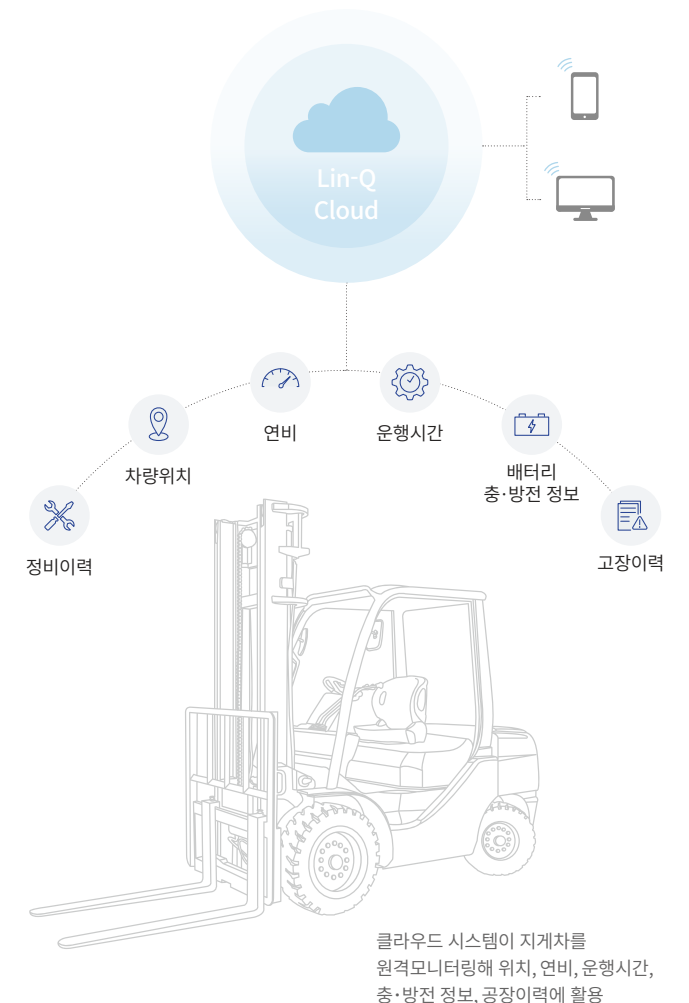 Lin-Q
Cloud
연비
운행시간
차량위치
배터리
충·방전 정보
정비이력
고장이력
클라우드 시스템이 지게차를
원격모니터링해 위치, 연비, 운행시간,
충·방전 정보, 공장이력에 활용